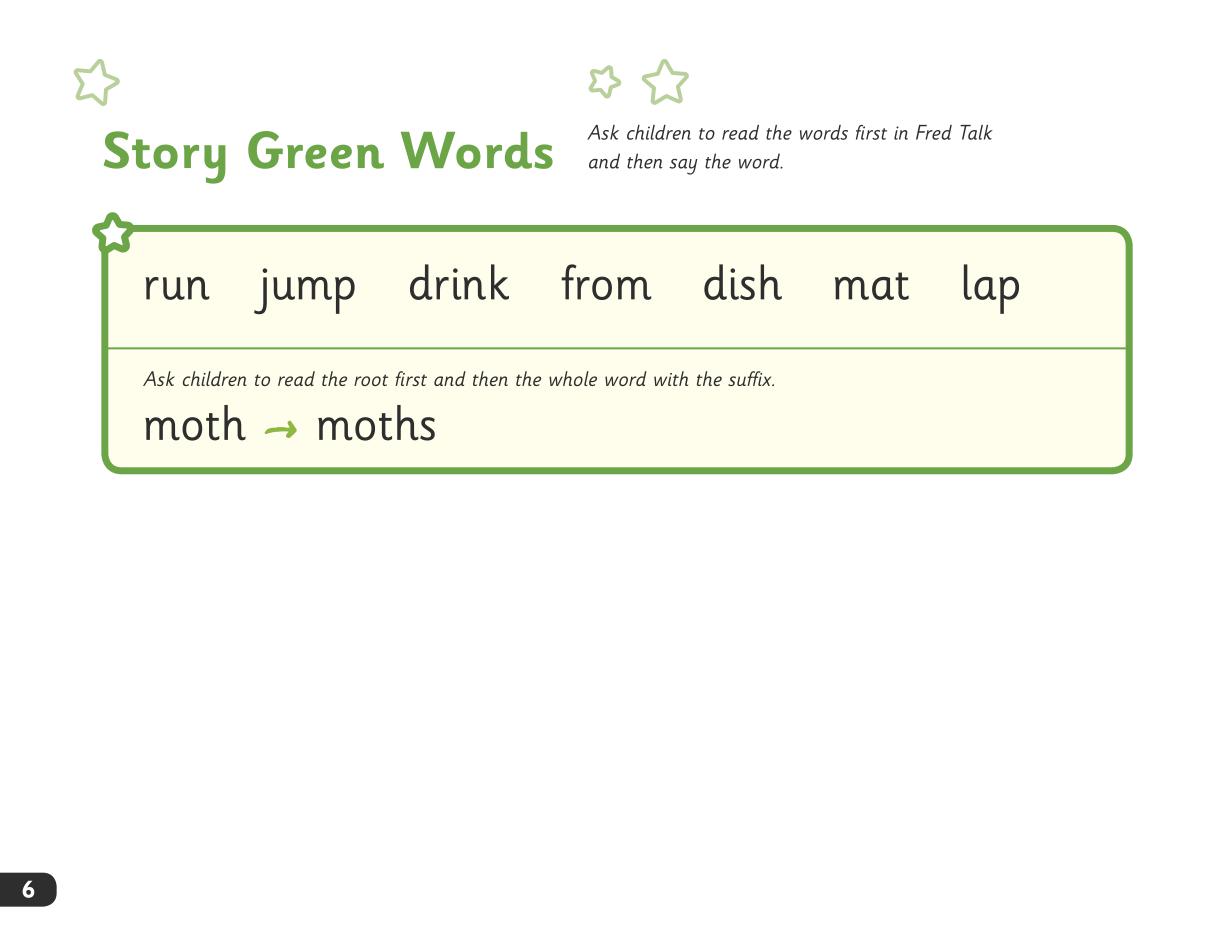 Story Green Words
Ask children to read the words first in Fred Talk
and then say the word.
run jump drink from dish mat lap
Ask children to read the root first and then the whole word with the suffix.
moth → moths
6